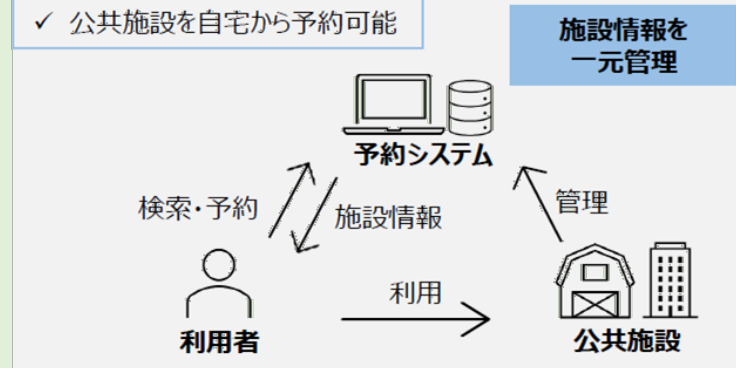 ✓ 公共施設を自宅から予約可能
施設情報を
一元管理
予約システム
検索・予約
施設情報
管理
利用
利用者
公共施設